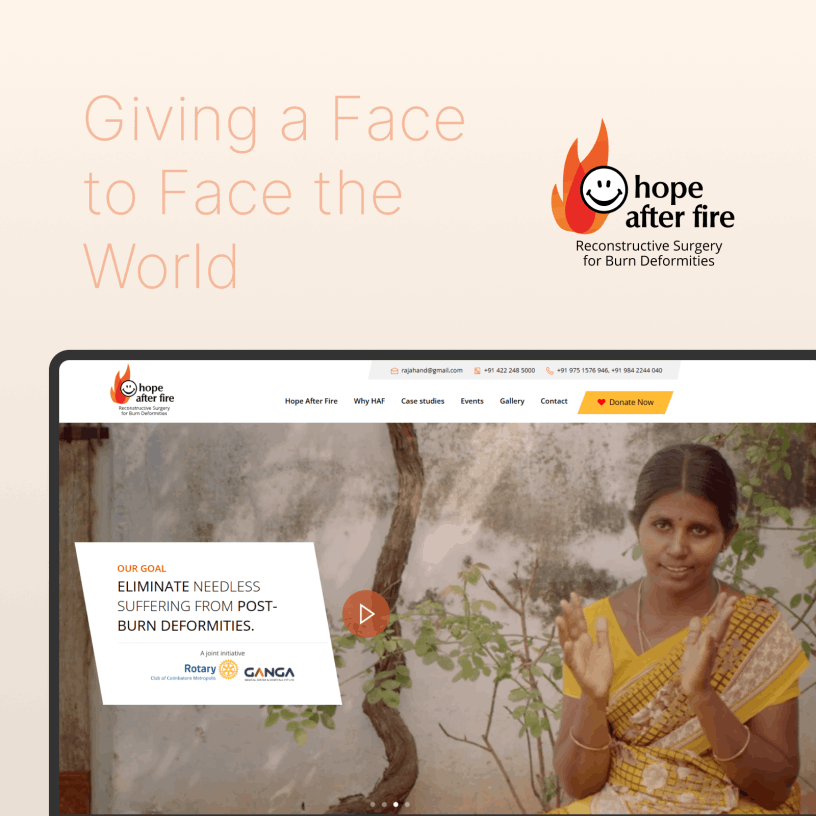 Giving a Face
to Face the
World
hope
after fire
Reconstructive Surgery
for Burn Deformities
hope
after fire
Reconstructive Surgery
for Burn Deformities
rajahand@gmail.com +91 422 248 5000 +91 975 1576 946, +91 984 2244 040
Hope After Fire Why HAF Case studies Events Gallery Contact Donate Now
OUR GOAL
ELIMINATE NEEDLESS
SUFFERING FROM POST-
BURN DEFORMITIES.
A joint initiative
Rotary GANGA
Club of Coimbatore Metropolis